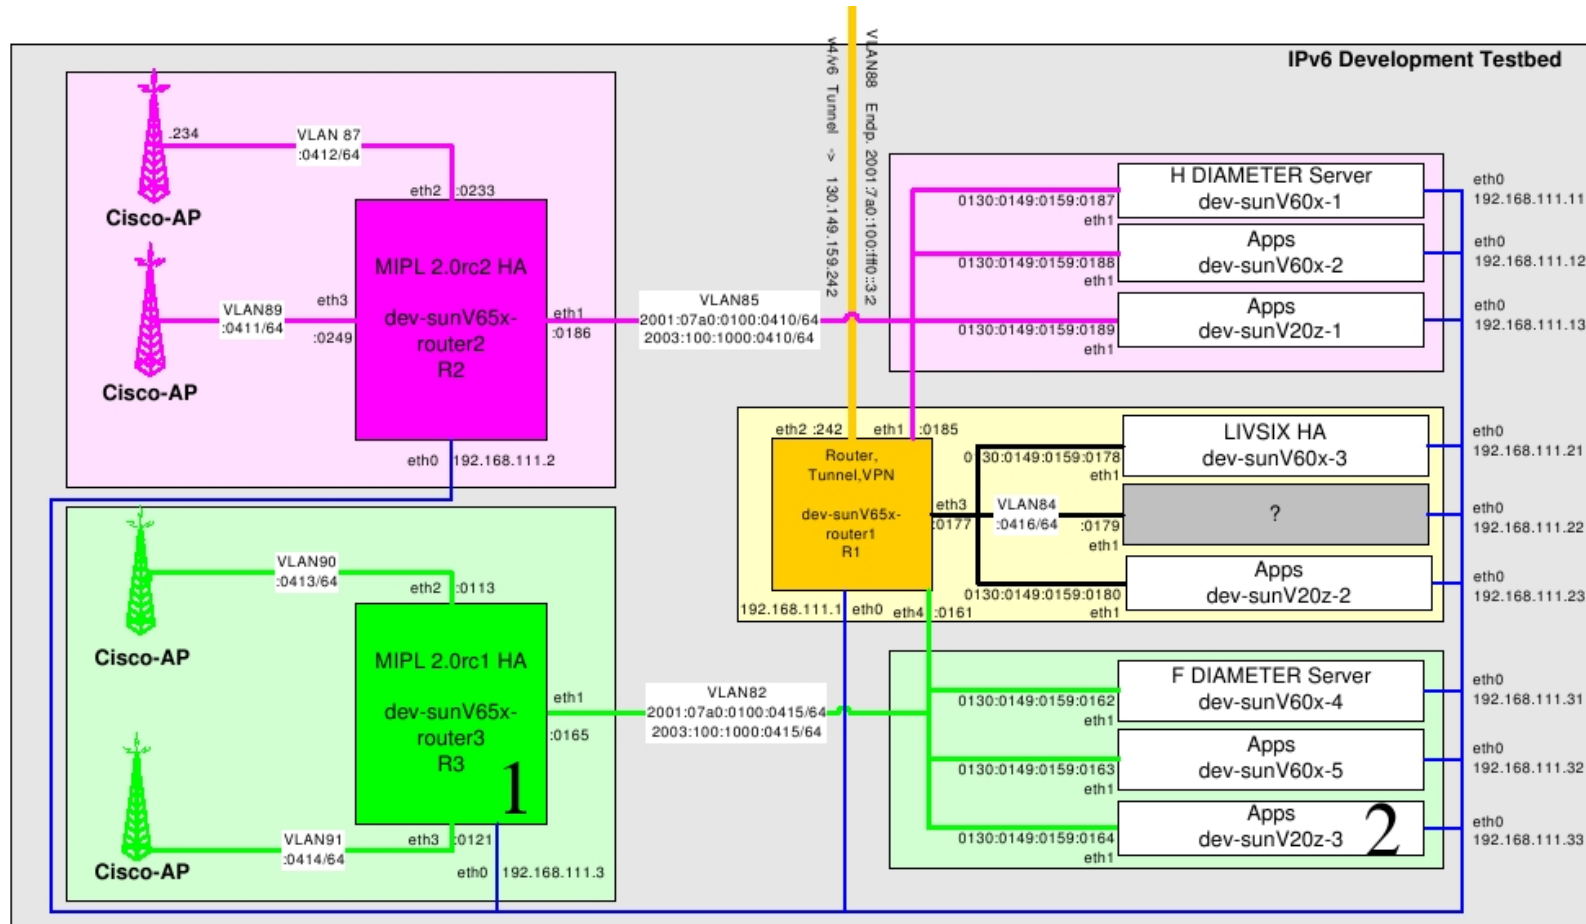 IPv6 Development Testbed
VLAN88 Endp. 2001:7a0:100:fff0::3:2
v4/v6 Tunnel -> 130.149.159.242
.234
VLAN 87
:0412/64
Cisco-AP
eth2 :0233
MIPL 2.0rc2 HA
dev-sunV65x-
router2
R2
VLAN89
:0411/64
eth3
:0249
Cisco-AP
eth1
:0186
eth0 192.168.111.2
VLAN85
2001:07a0:0100:0410/64
2003:100:1000:0410/64
H DIAMETER Server
dev-sunV60x-1
0130:0149:0159:0187
eth1
eth0
192.168.111.11
Apps
dev-sunV60x-2
0130:0149:0159:0188
eth1
eth0
192.168.111.12
Apps
dev-sunV20z-1
0130:0149:0159:0189
eth1
eth0
192.168.111.13
eth2 :242
eth1 :0185
Router,
Tunnel,VPN
dev-sunV65x-
router1
R1
eth3
:0177
VLAN84
:0416/64
192.168.111.1 eth0
eth4 :0161
LIVSIX HA
dev-sunV60x-3
0130:0149:0159:0178
eth1
eth0
192.168.111.21
?
:0179
eth1
eth0
192.168.111.22
Apps
dev-sunV20z-2
0130:0149:0159:0180
eth1
eth0
192.168.111.23
VLAN90
:0413/64
Cisco-AP
eth2 :0113
MIPL 2.0rc1 HA
dev-sunV65x-
router3
R3
1
eth1
:0165
VLAN91
:0414/64
Cisco-AP
eth3 :0121
eth0 192.168.111.3
VLAN82
2001:07a0:0100:0415/64
2003:100:1000:0415/64
F DIAMETER Server
dev-sunV60x-4
0130:0149:0159:0162
eth1
eth0
192.168.111.31
Apps
dev-sunV60x-5
0130:0149:0159:0163
eth1
eth0
192.168.111.32
Apps
dev-sunV20z-3
2
0130:0149:0159:0164
eth1
eth0
192.168.111.33